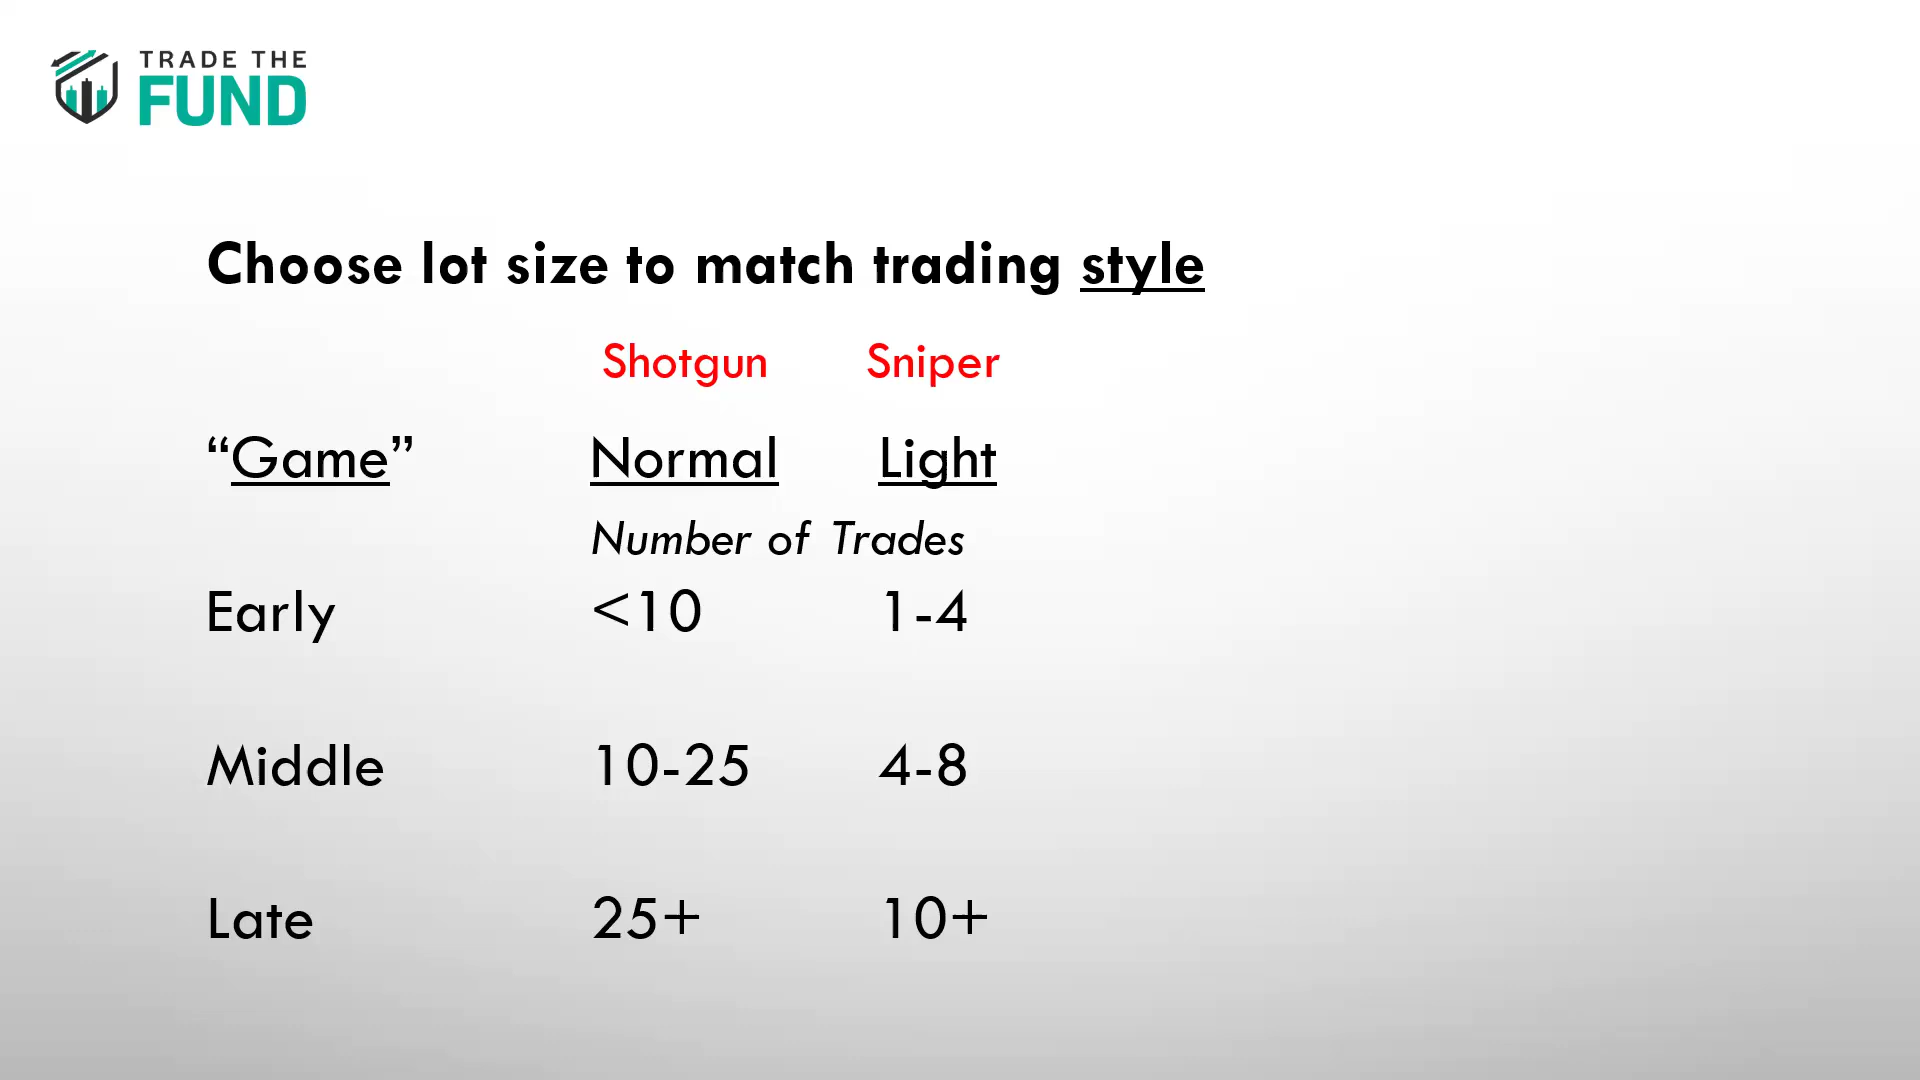 TRADE THE
FUND
Choose lot size to match trading style
Shotgun Sniper
“Game” Normal Light
Number of Trades
Early <10 1-4
Middle 10-25 4-8
Late 25+ 10+